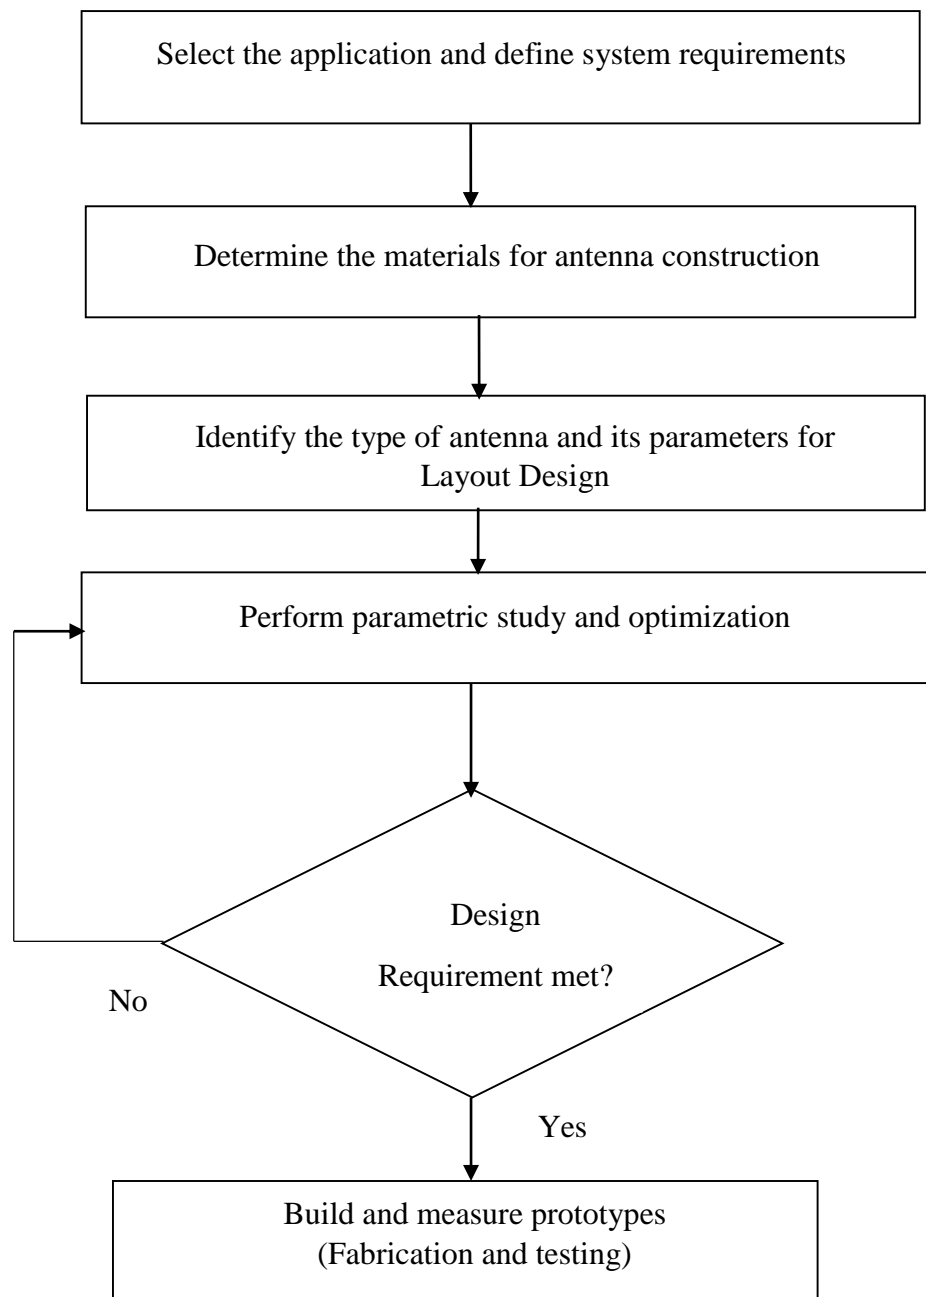 Select the application and define system requirements
Determine the materials for antenna construction
Identify the type of antenna and its parameters for
Layout Design
Perform parametric study and optimization
Design
Requirement met?
No
Yes
Build and measure prototypes
(Fabrication and testing)